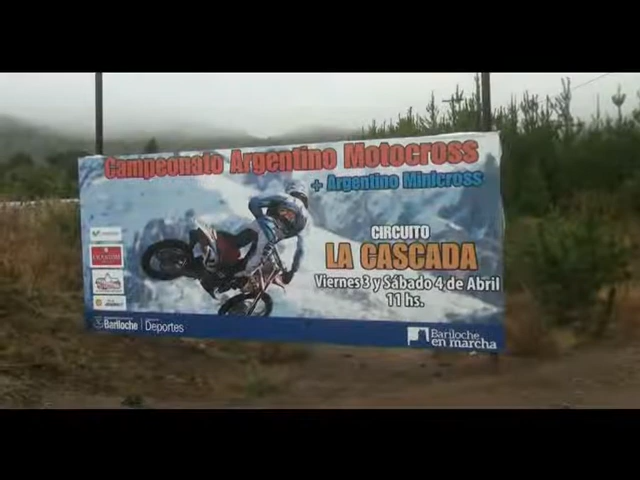 Campeonato Argentino Motocross
+ Argentino Minicross
CIRCUITO
LA CASCADA
Viernes 3 y Sábado 4 de Abril
11 hs.
movistar
Bariloche | Deportes
Bariloche
en marcha